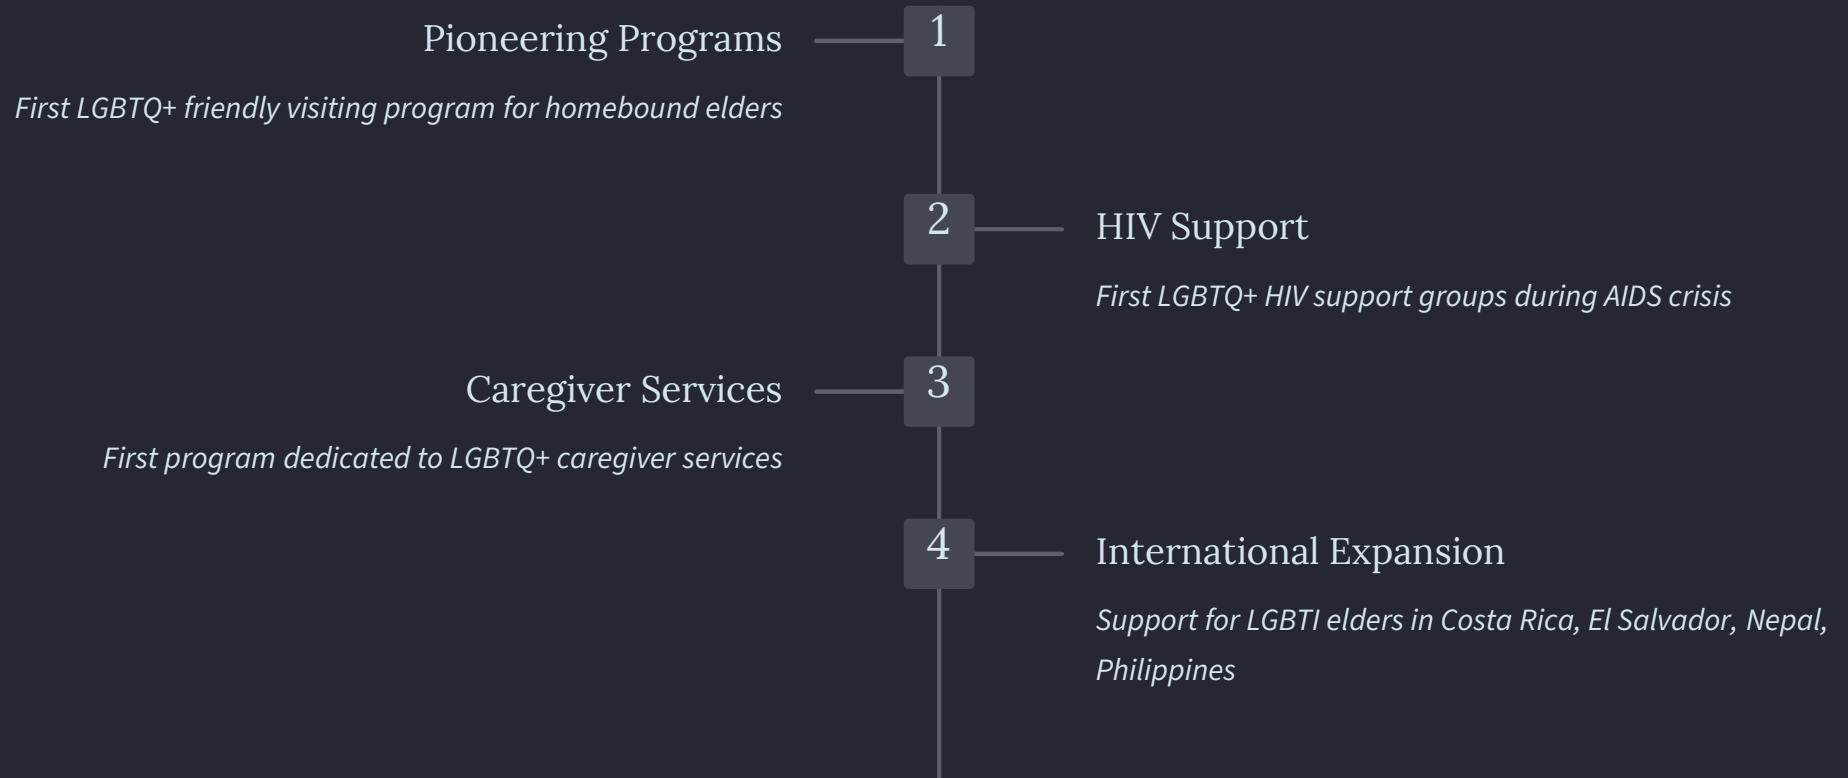 1
Pioneering Programs
First LGBTQ+ friendly visiting program for homebound elders
2
HIV Support
First LGBTQ+ HIV support groups during AIDS crisis
3
Caregiver Services
First program dedicated to LGBTQ+ caregiver services
4
International Expansion
Support for LGBTI elders in Costa Rica, El Salvador, Nepal,
Philippines